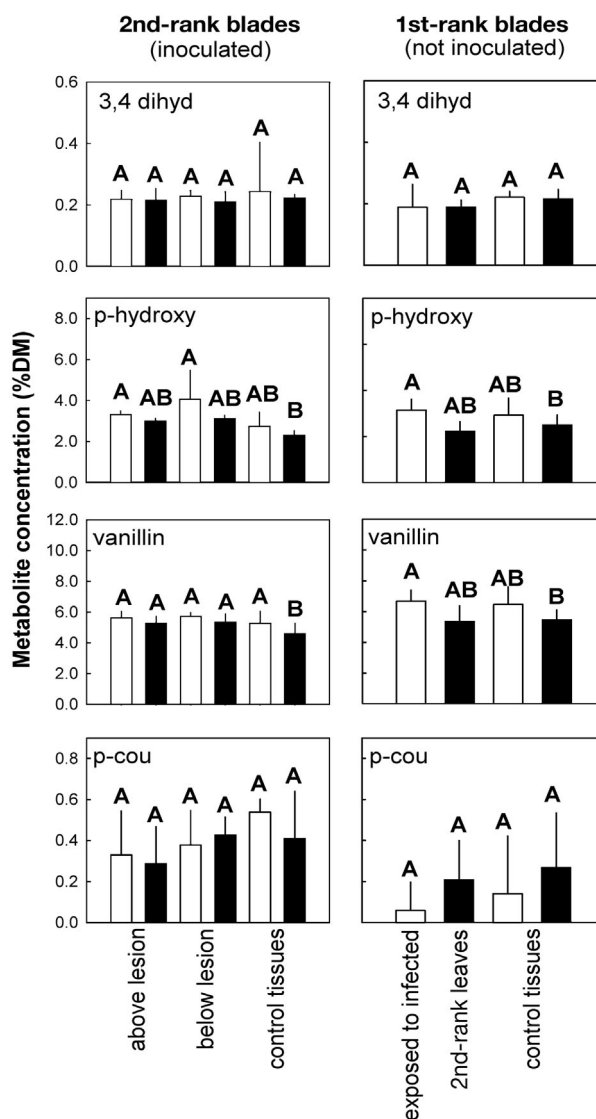 2nd-rank blades
(inoculated)
1st-rank blades
(not inoculated)
Metabolite concentration (%DM)
3,4 dihyd
0.6
0.4
0.2
0.0
A A A A A A
3,4 dihyd
A A A A
p-hydroxy
8.0
6.0
4.0
2.0
0.0
A AB A AB AB B
p-hydroxy
A AB AB B
vanillin
12.0
10.0
8.0
6.0
4.0
2.0
0.0
A A A A A B
vanillin
A AB AB B
p-cou
0.8
0.6
0.4
0.2
0.0
A A A A A A
p-cou
A A A A
above lesion
below lesion
control tissues
exposed to infected
2nd-rank leaves
control tissues